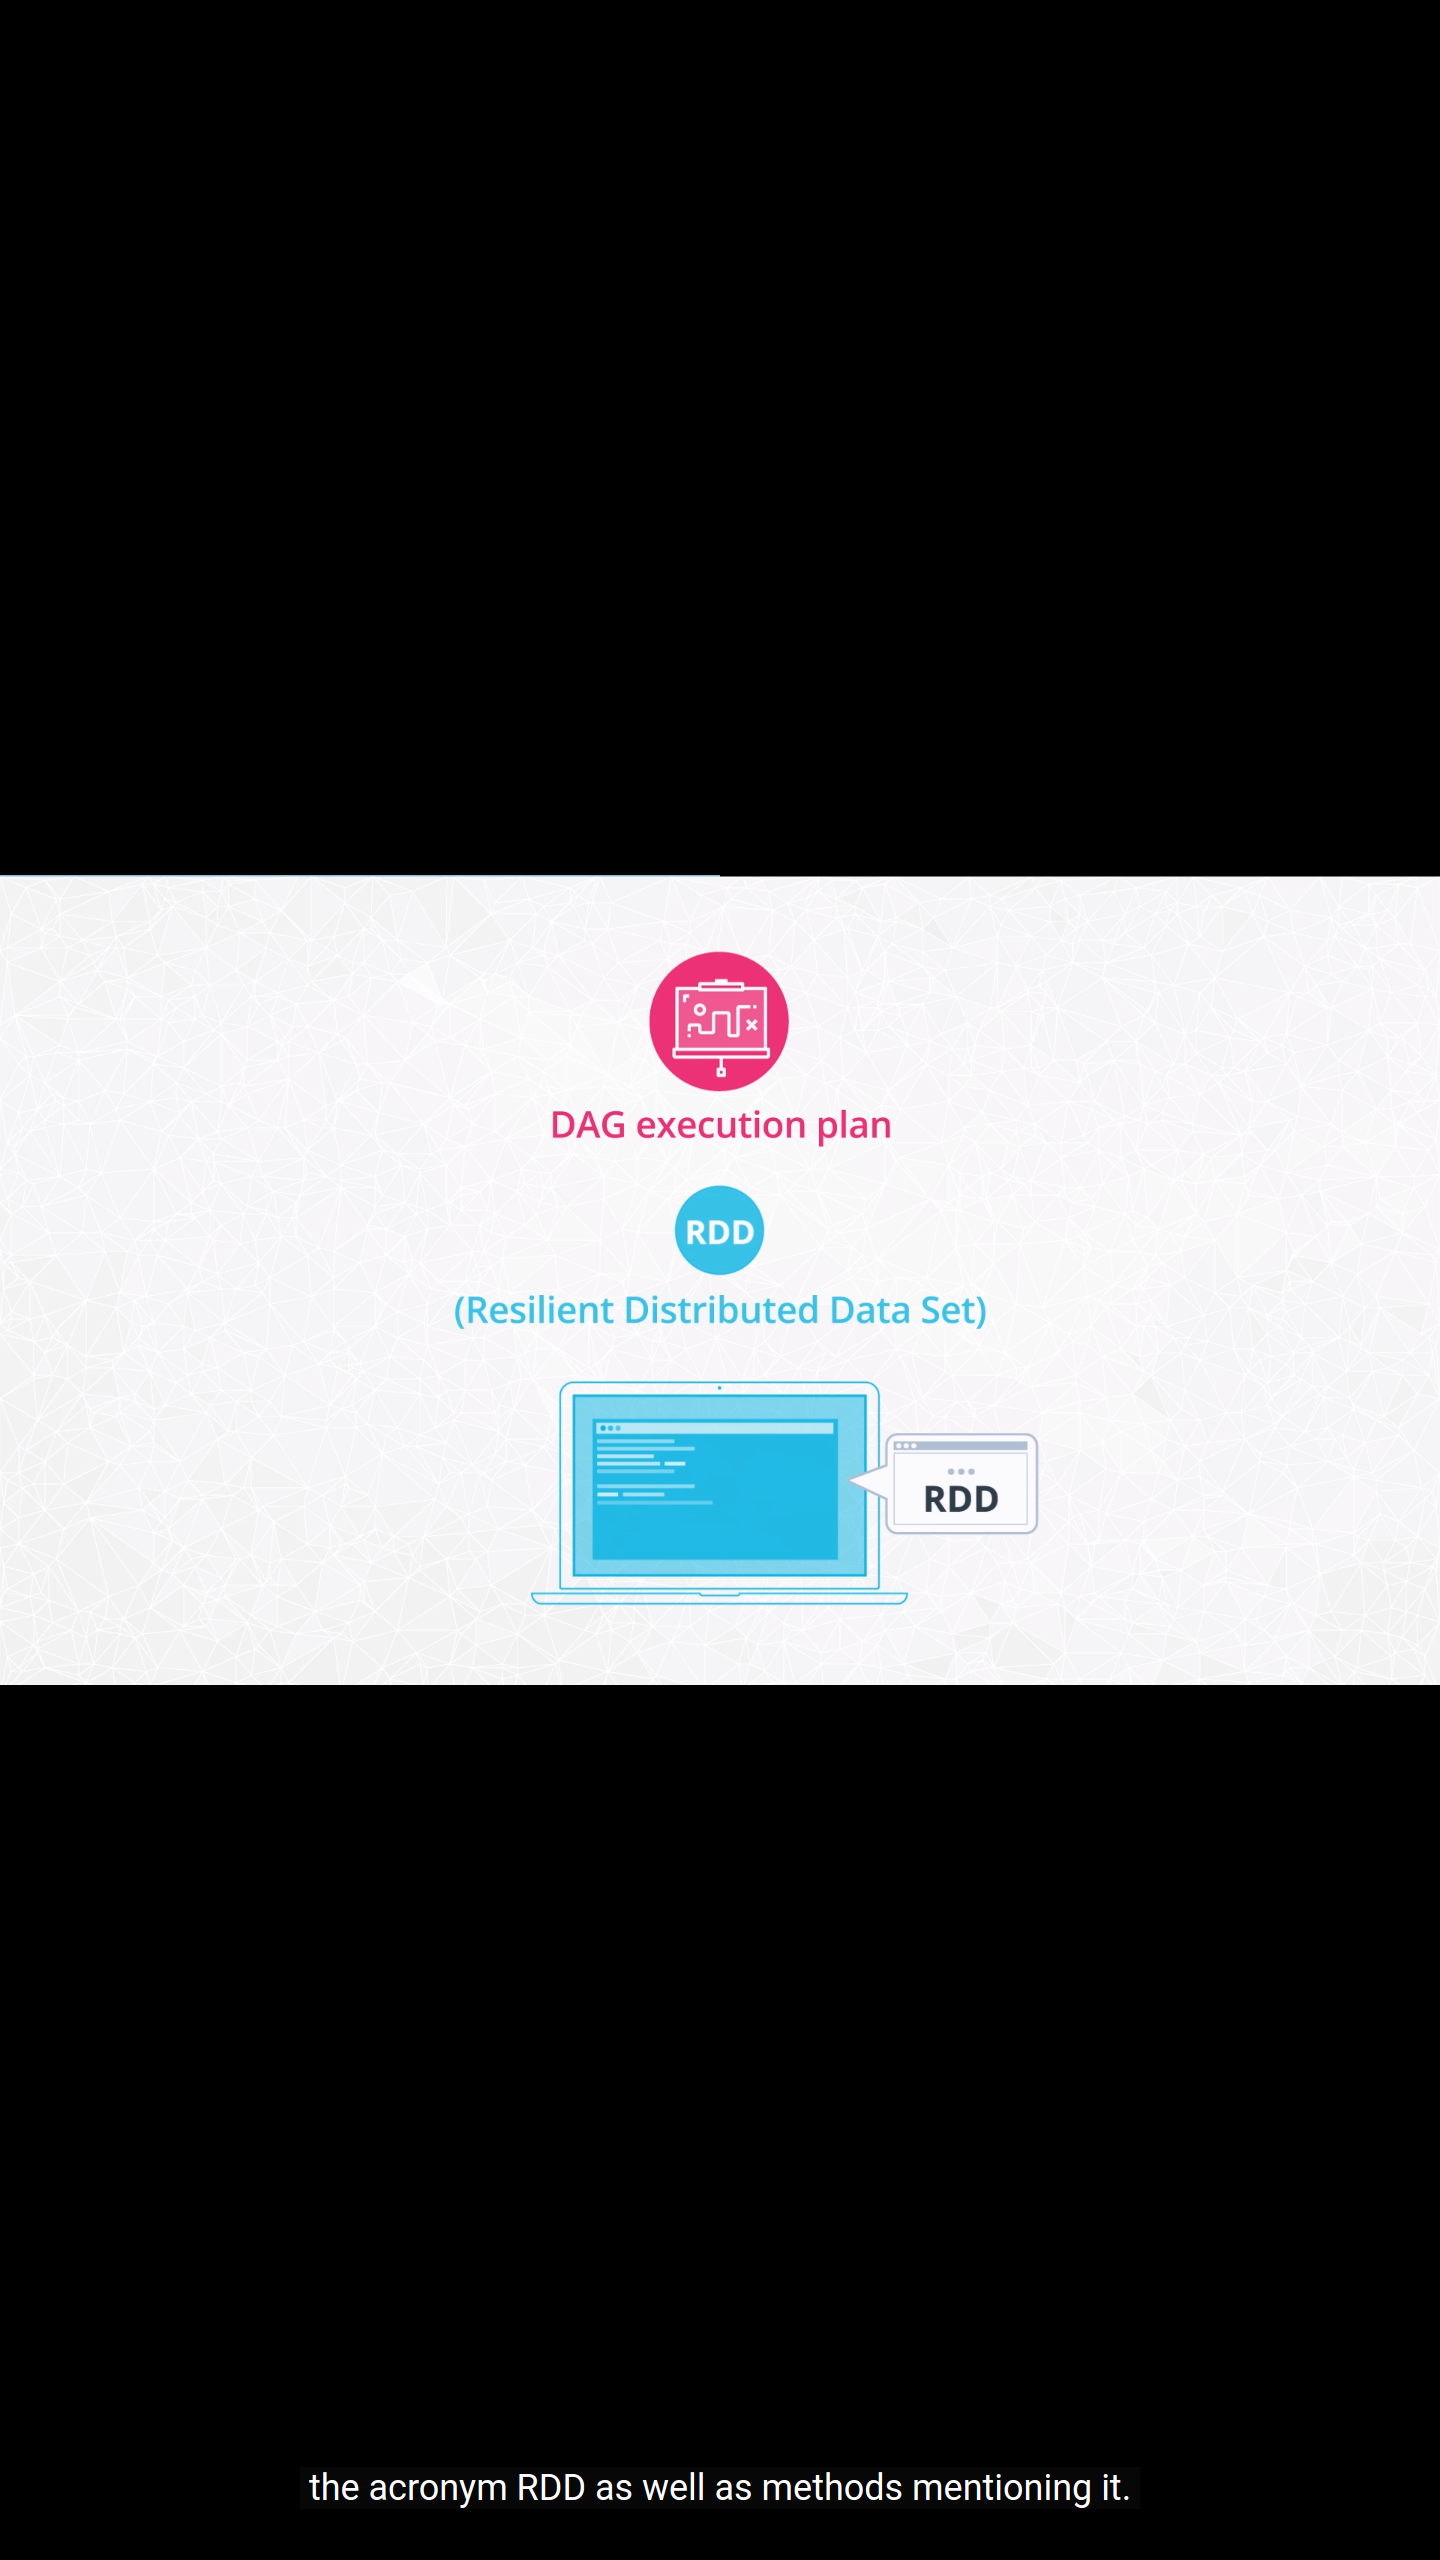 DAG execution plan
RDD
(Resilient Distributed Data Set)
RDD
the acronym RDD as well as methods mentioning it.